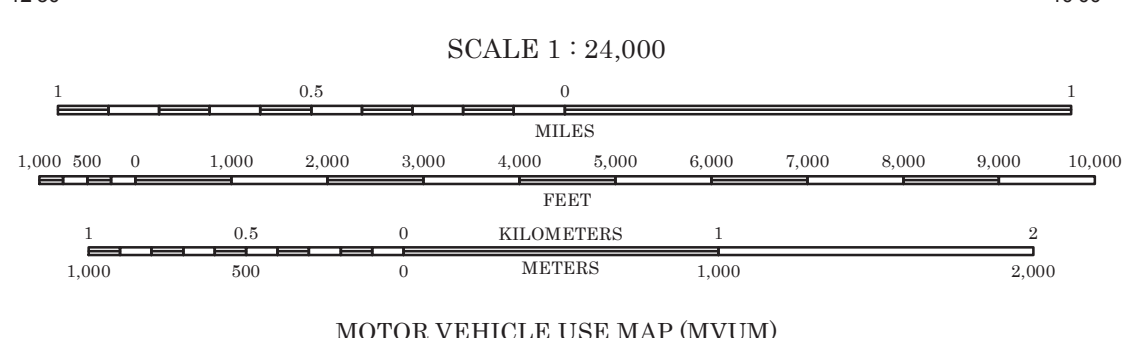 SCALE 1 : 24,000
1 0.5 0 1
MILES
1,000 500 0 1,000 2,000 3,000 4,000 5,000 6,000 7,000 8,000 9,000 10,000
FEET
1 0.5 0 KILOMETERS 1 2
1,000 500 0 METERS 1,000 2,000
MOTOR VEHICLE USE MAP (MVUM)